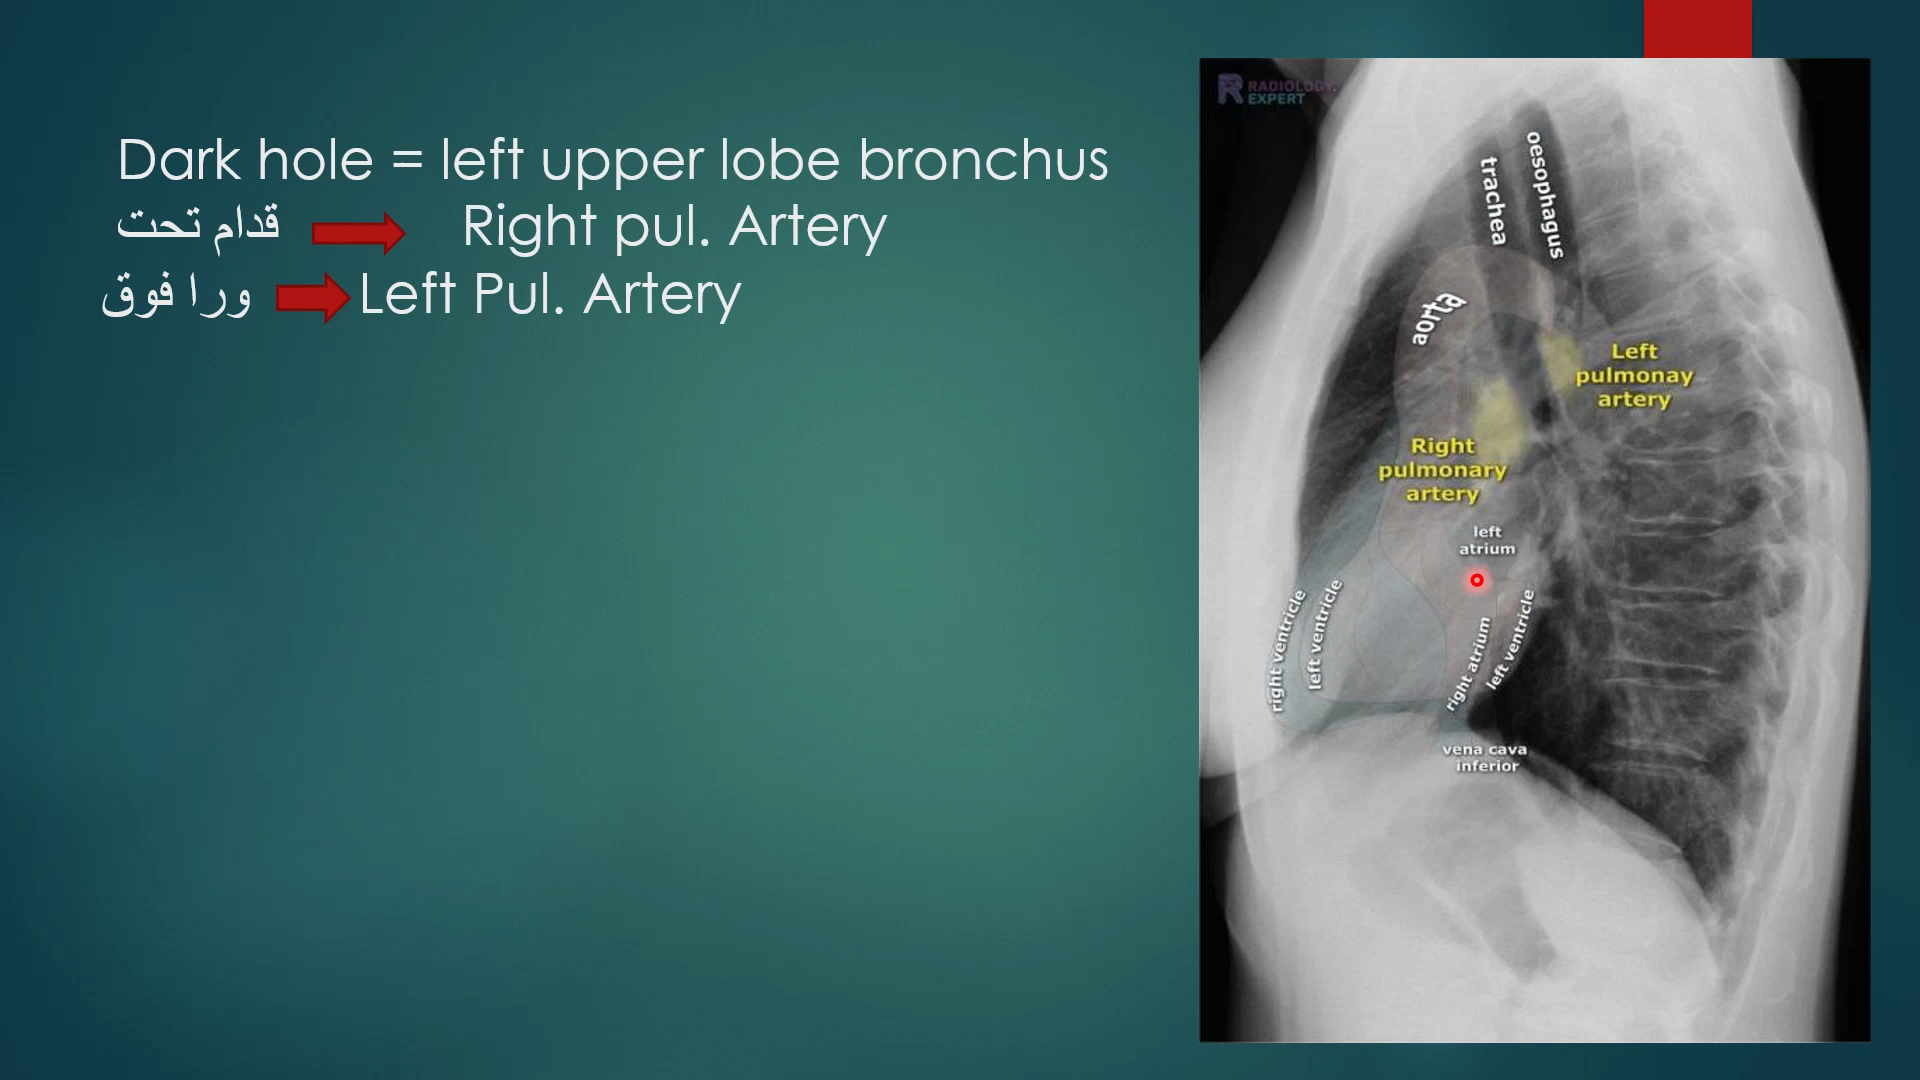 Dark hole = left upper lobe bronchus
قدام تحت Right pul. Artery
ورا فوق Left Pul. Artery
RADIOLOGY.
EXPERT
trachea
oesophagus
aorta
Left
pulmonay
artery
Right
pulmonary
artery
left
atrium
right ventricle
left ventricle
right atrium
left ventricle
vena cava
inferior